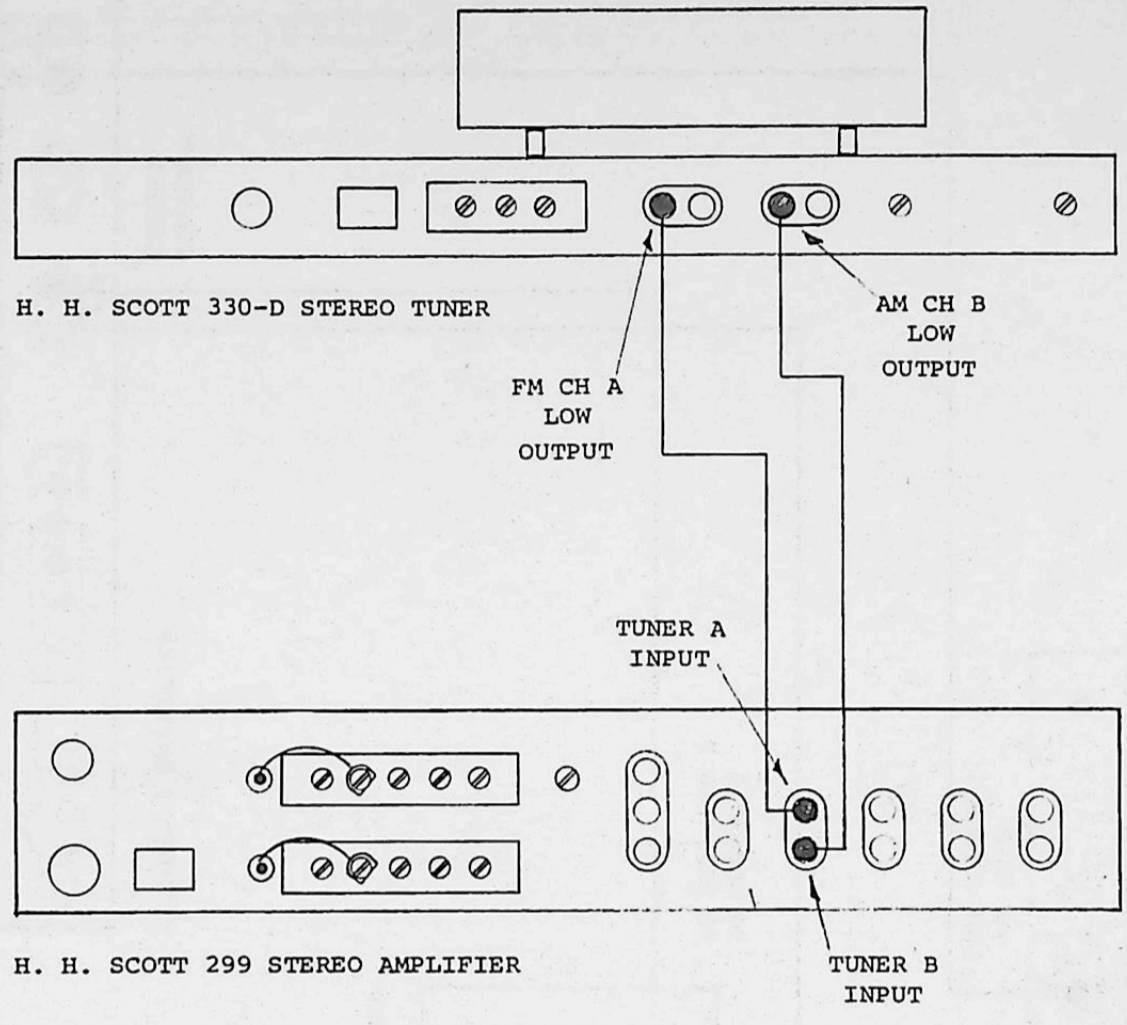 H. H. SCOTT 330-D STEREO TUNER
AM CH B
LOW
OUTPUT
FM CH A
LOW
OUTPUT
TUNER A
INPUT
H. H. SCOTT 299 STEREO AMPLIFIER
TUNER B
INPUT